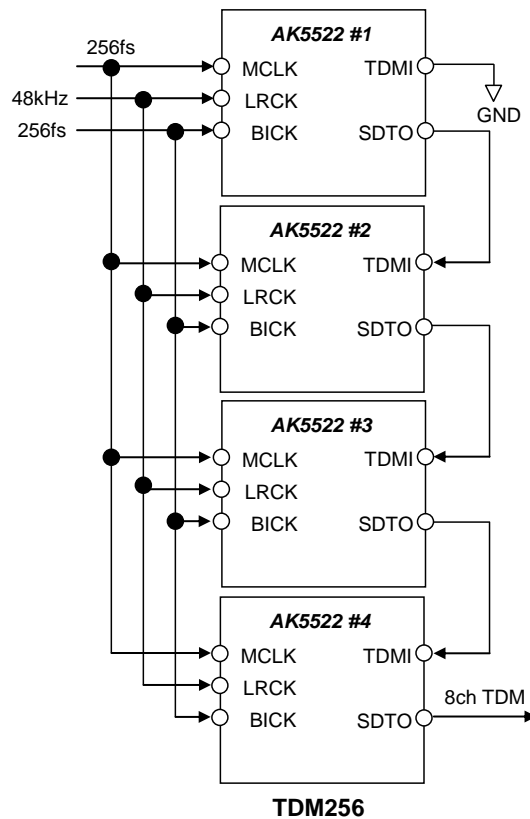 256fs
48kHz
256fs
AK5522 #1
MCLK TDMI
LRCK
BICK SDTO
GND
AK5522 #2
MCLK TDMI
LRCK
BICK SDTO
AK5522 #3
MCLK TDMI
LRCK
BICK SDTO
AK5522 #4
MCLK TDMI
LRCK
BICK SDTO
8ch TDM
TDM256